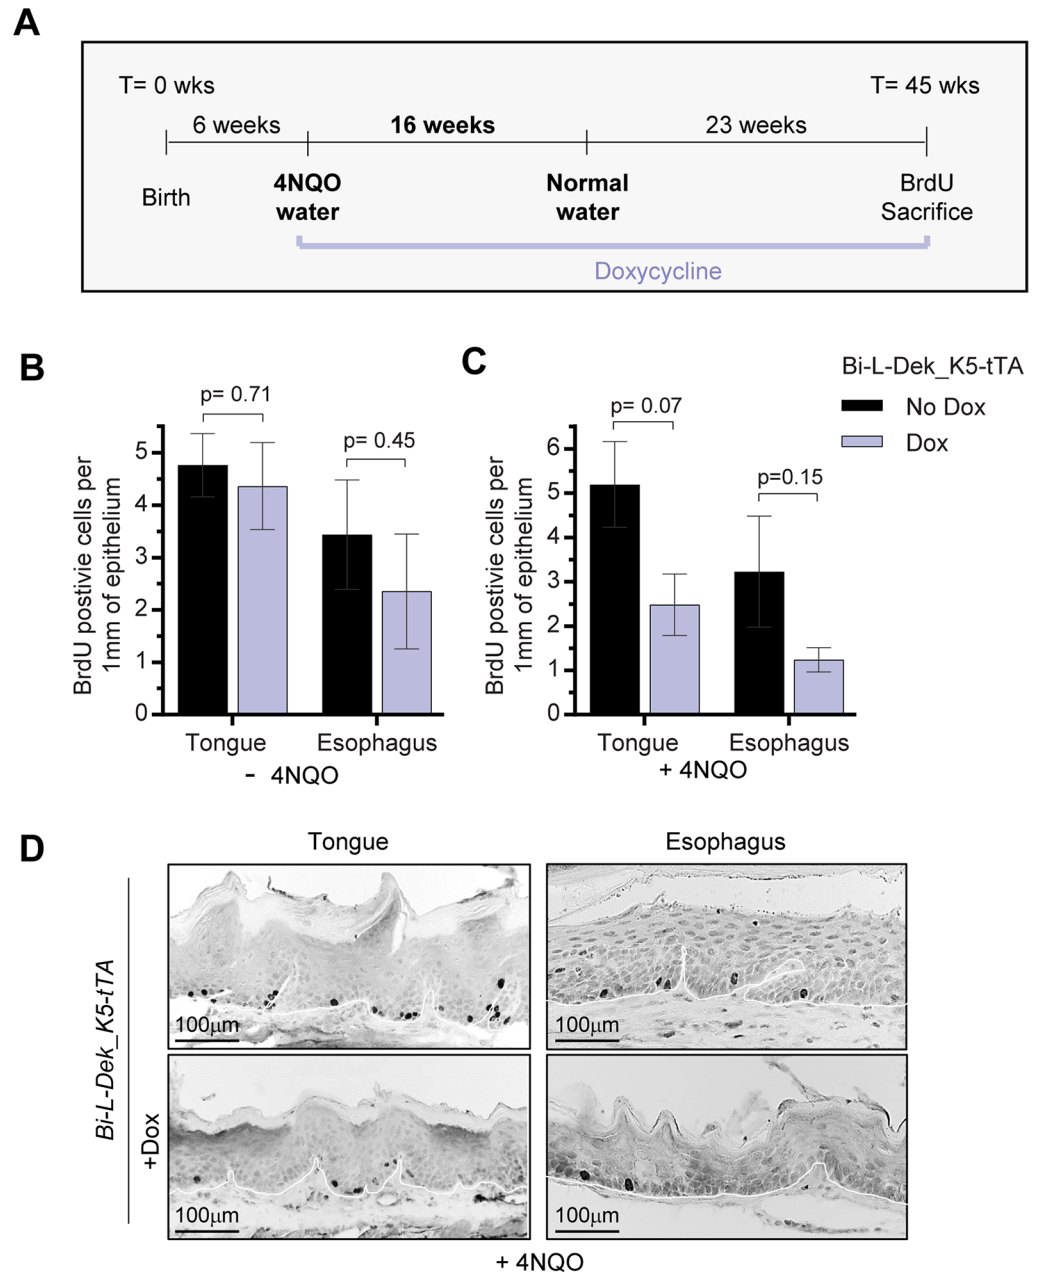 A
T= 0 wks
T= 45 wks
6 weeks
16 weeks
23 weeks
Birth
4NQO
water
Normal
water
BrdU
Sacrifice
Doxycycline
B
p= 0.71
p= 0.45
BrdU postivie cells per
1mm of epithelium
5
4
3
2
1
0
Tongue
Esophagus
- 4NQO
C
p= 0.07
p=0.15
BrdU postivie cells per
1mm of epithelium
6
5
4
3
2
1
0
Tongue
Esophagus
+ 4NQO
Bi-L-Dek_K5-tTA
No Dox
Dox
D
Tongue
Esophagus
Bi-L-Dek_K5-tTA
+Dox
100μm
100μm
100μm
100μm
+ 4NQO